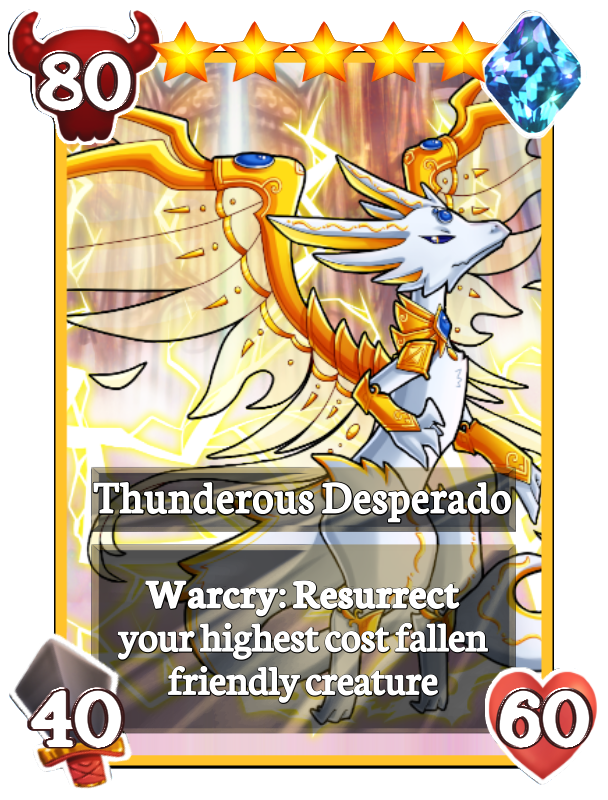 80
Thunderous Desperado
Warcry: Resurrect
your highest cost fallen
friendly creature
40
60